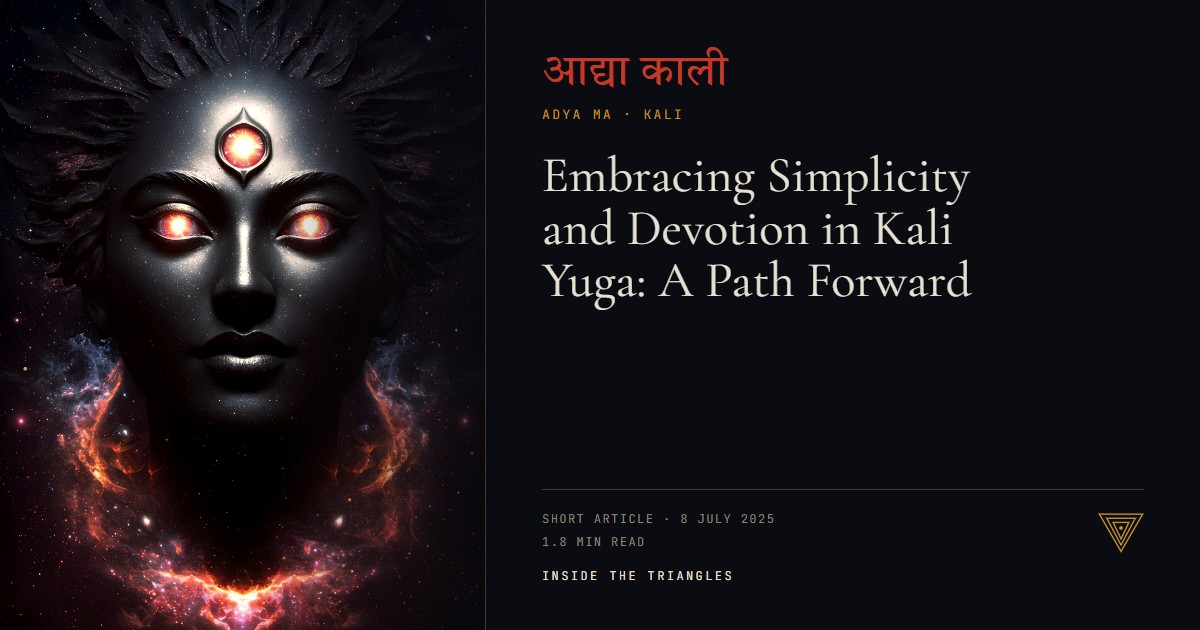 आद्या काली
ADYA MA · KALI
Embracing Simplicity
and Devotion in Kali
Yuga: A Path Forward
SHORT ARTICLE · 8 JULY 2025
1.8 MIN READ
INSIDE THE TRIANGLES